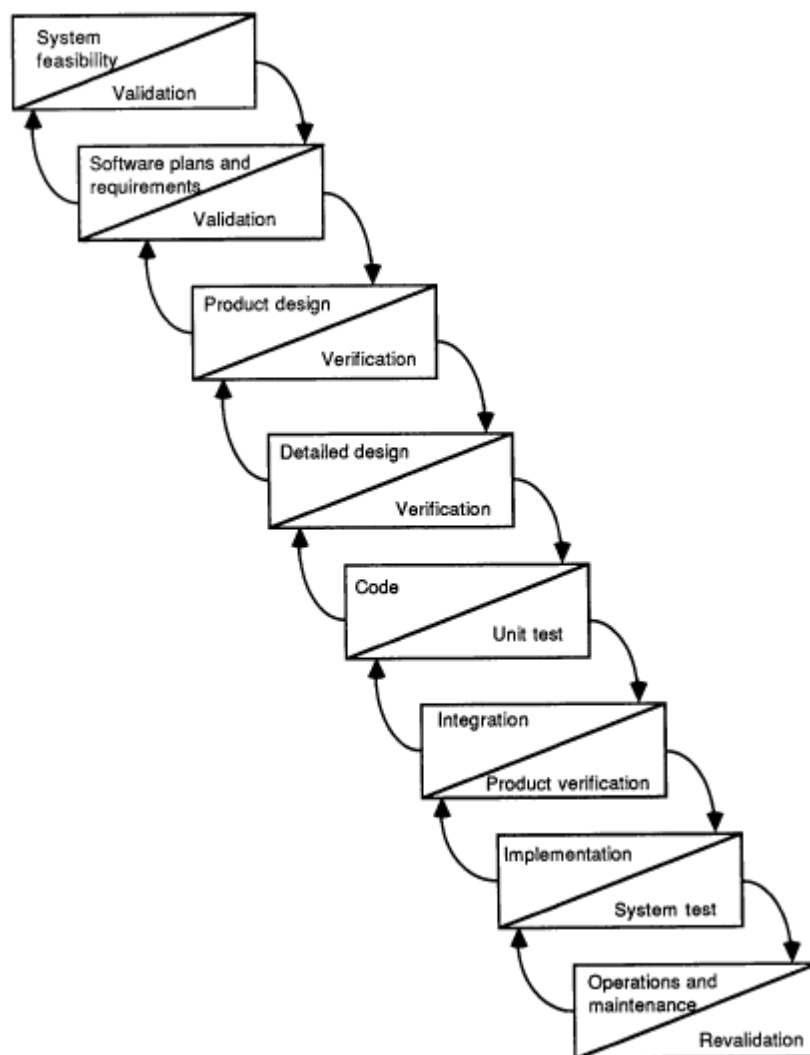 System
feasibility
Validation
Software plans and
requirements
Validation
Product design
Verification
Detailed design
Verification
Code
Unit test
Integration
Product verification
Implementation
System test
Operations and
maintenance
Revalidation